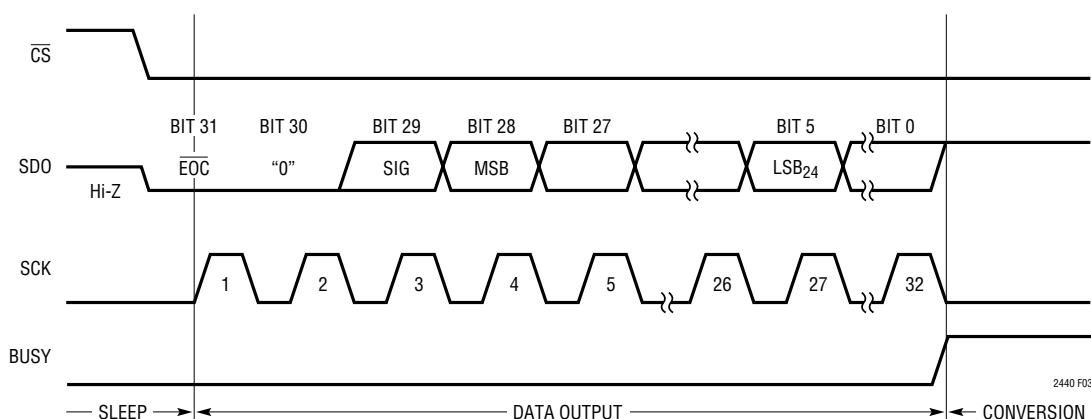 CS
BIT 31 BIT 30 BIT 29 BIT 28 BIT 27 BIT 5 BIT 0
SDO EOC “0” SIG MSB LSB24
Hi-Z
SCK 1 2 3 4 5 26 27 32
BUSY
2440 F03
SLEEP DATA OUTPUT CONVERSION